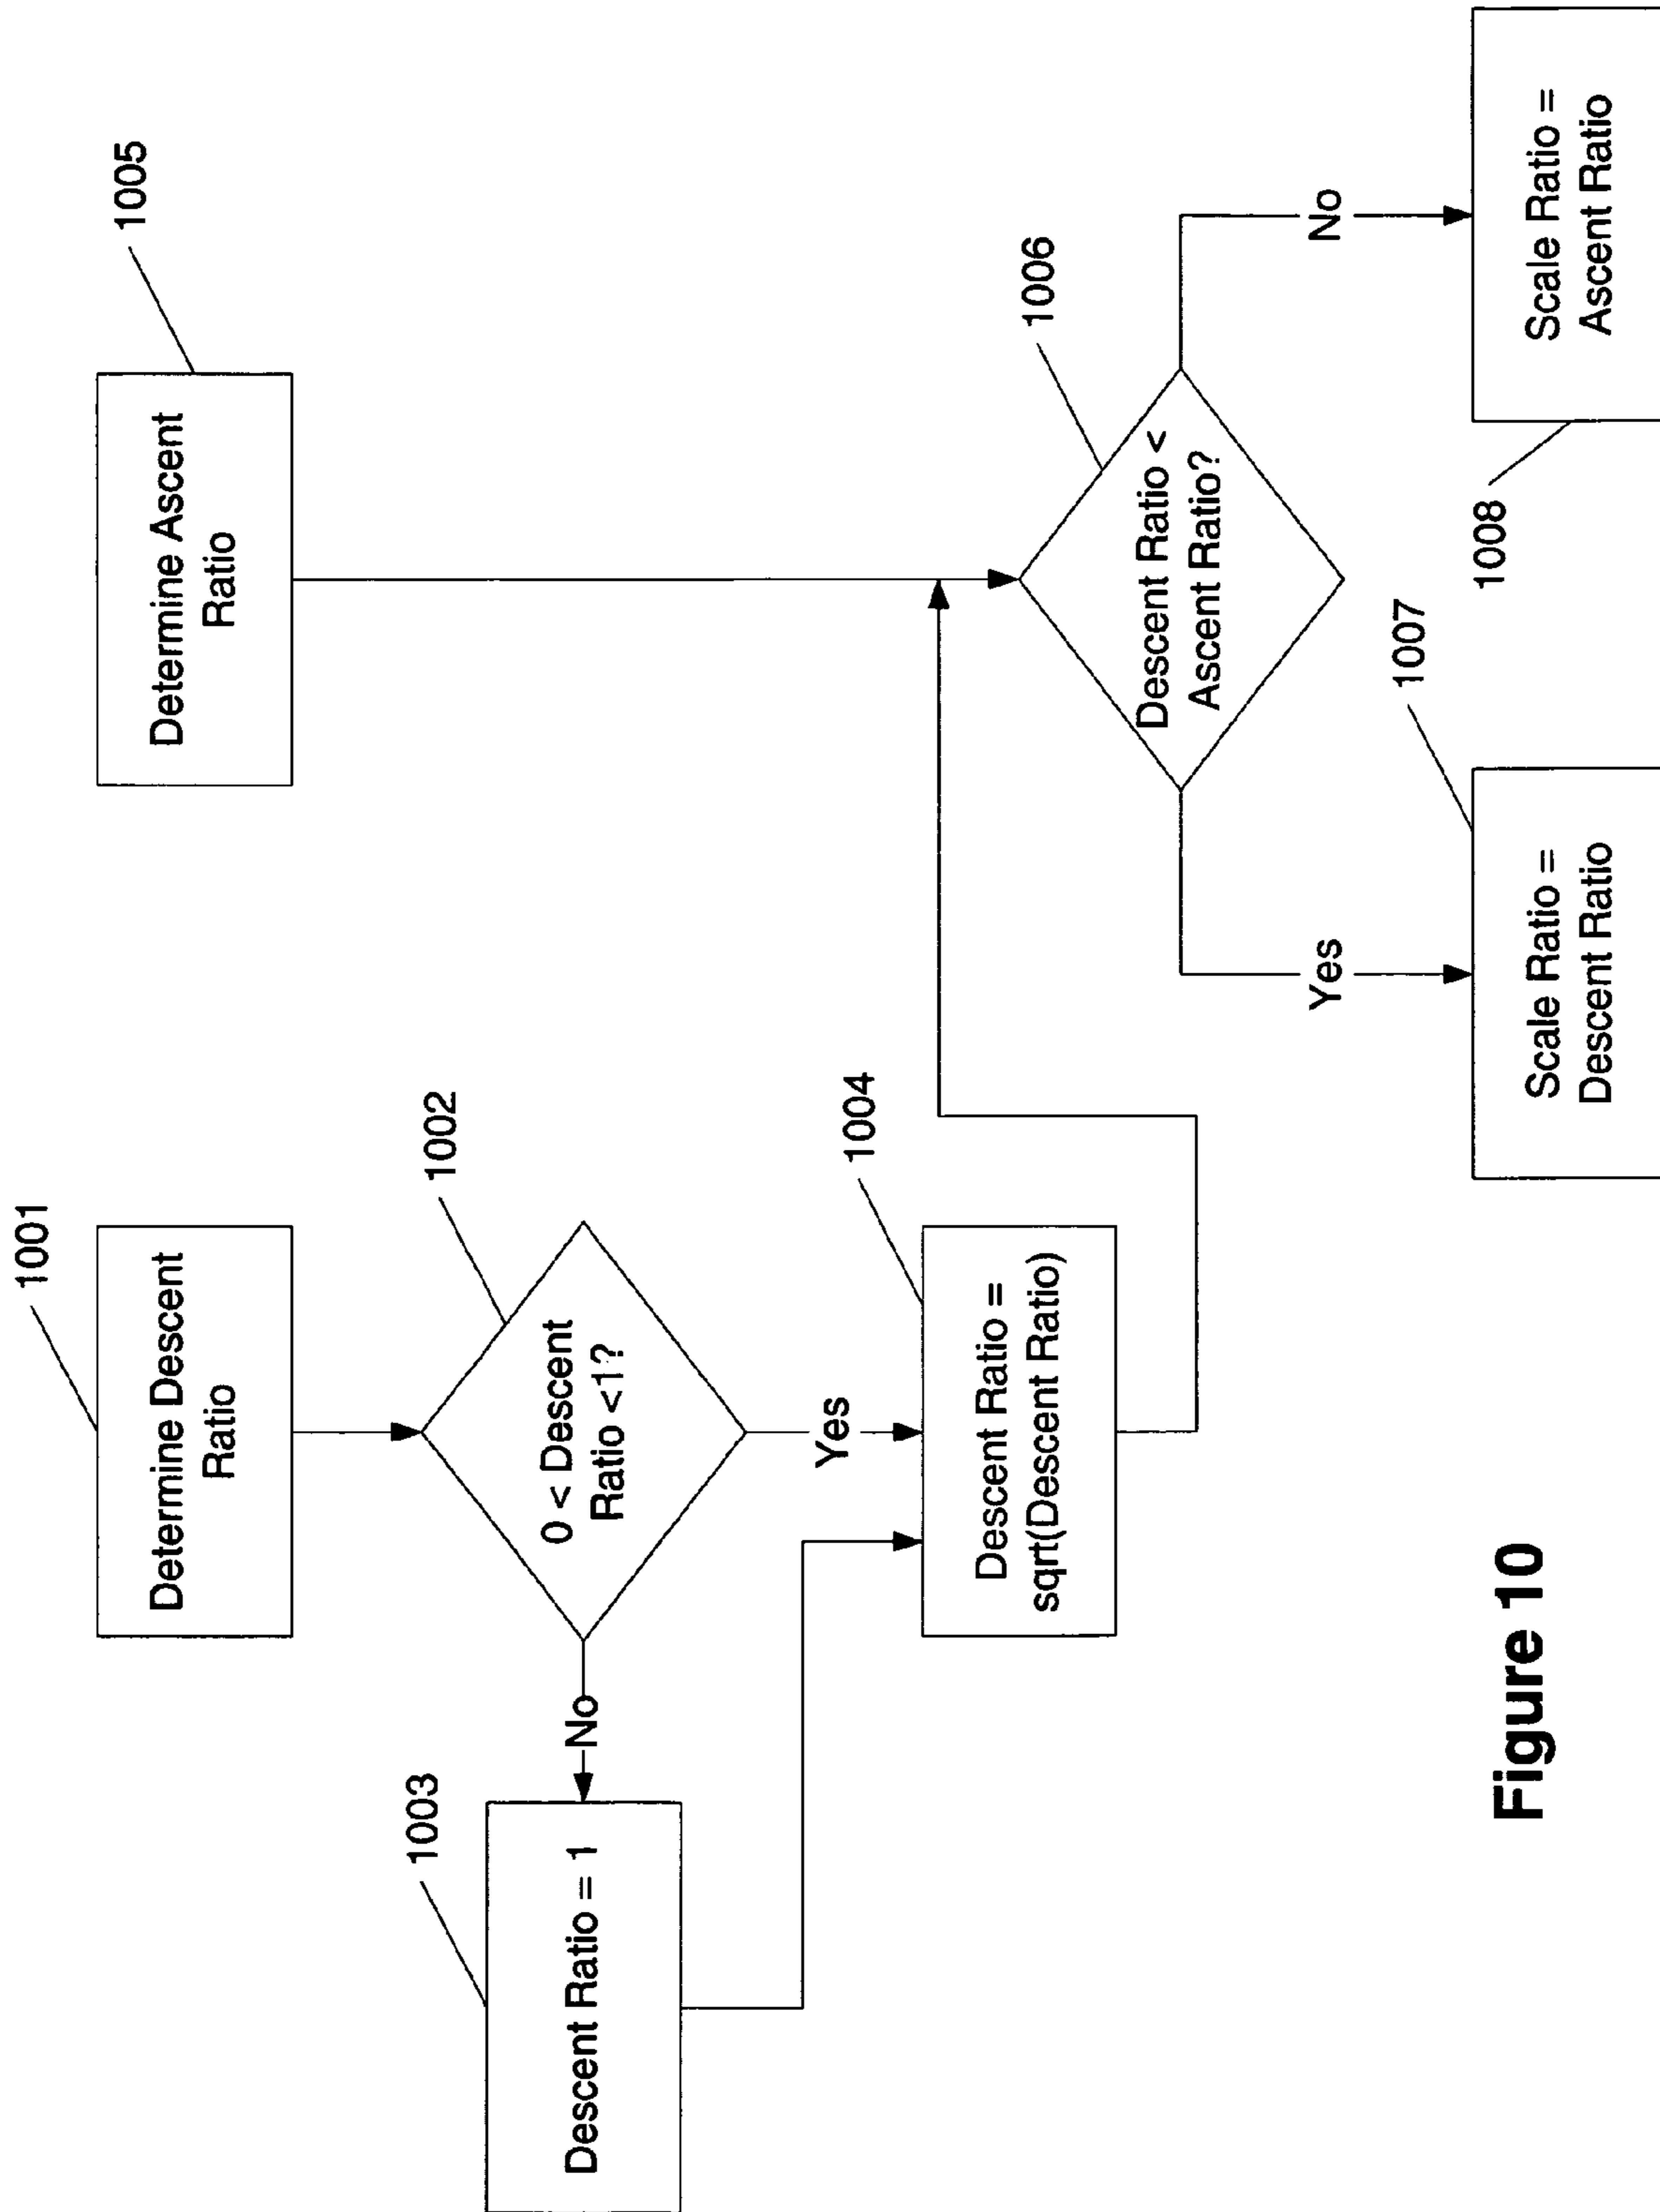 1001
Determine Descent
Ratio
1005
Determine Ascent
Ratio
1002
0 < Descent
Ratio <1?
No
Yes
1003
Descent Ratio = 1
1004
Descent Ratio =
sqrt(Descent Ratio)
1006
Descent Ratio <
Ascent Ratio?
Yes
No
1007
Scale Ratio =
Descent Ratio
1008
Scale Ratio =
Ascent Ratio
Figure 10